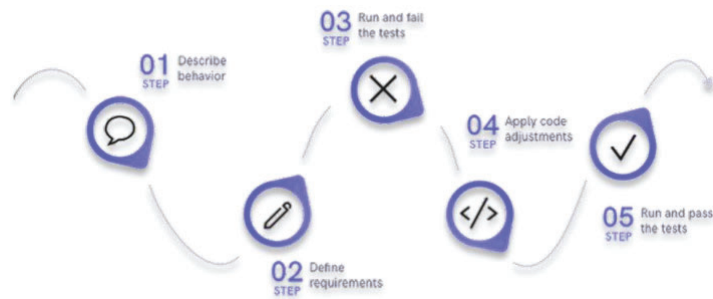 01 Describe
STEP behavior
02 Define
STEP requirements
03 Run and fail
STEP the tests
04 Apply code
STEP adjustments
05 Run and pass
STEP the tests
</>